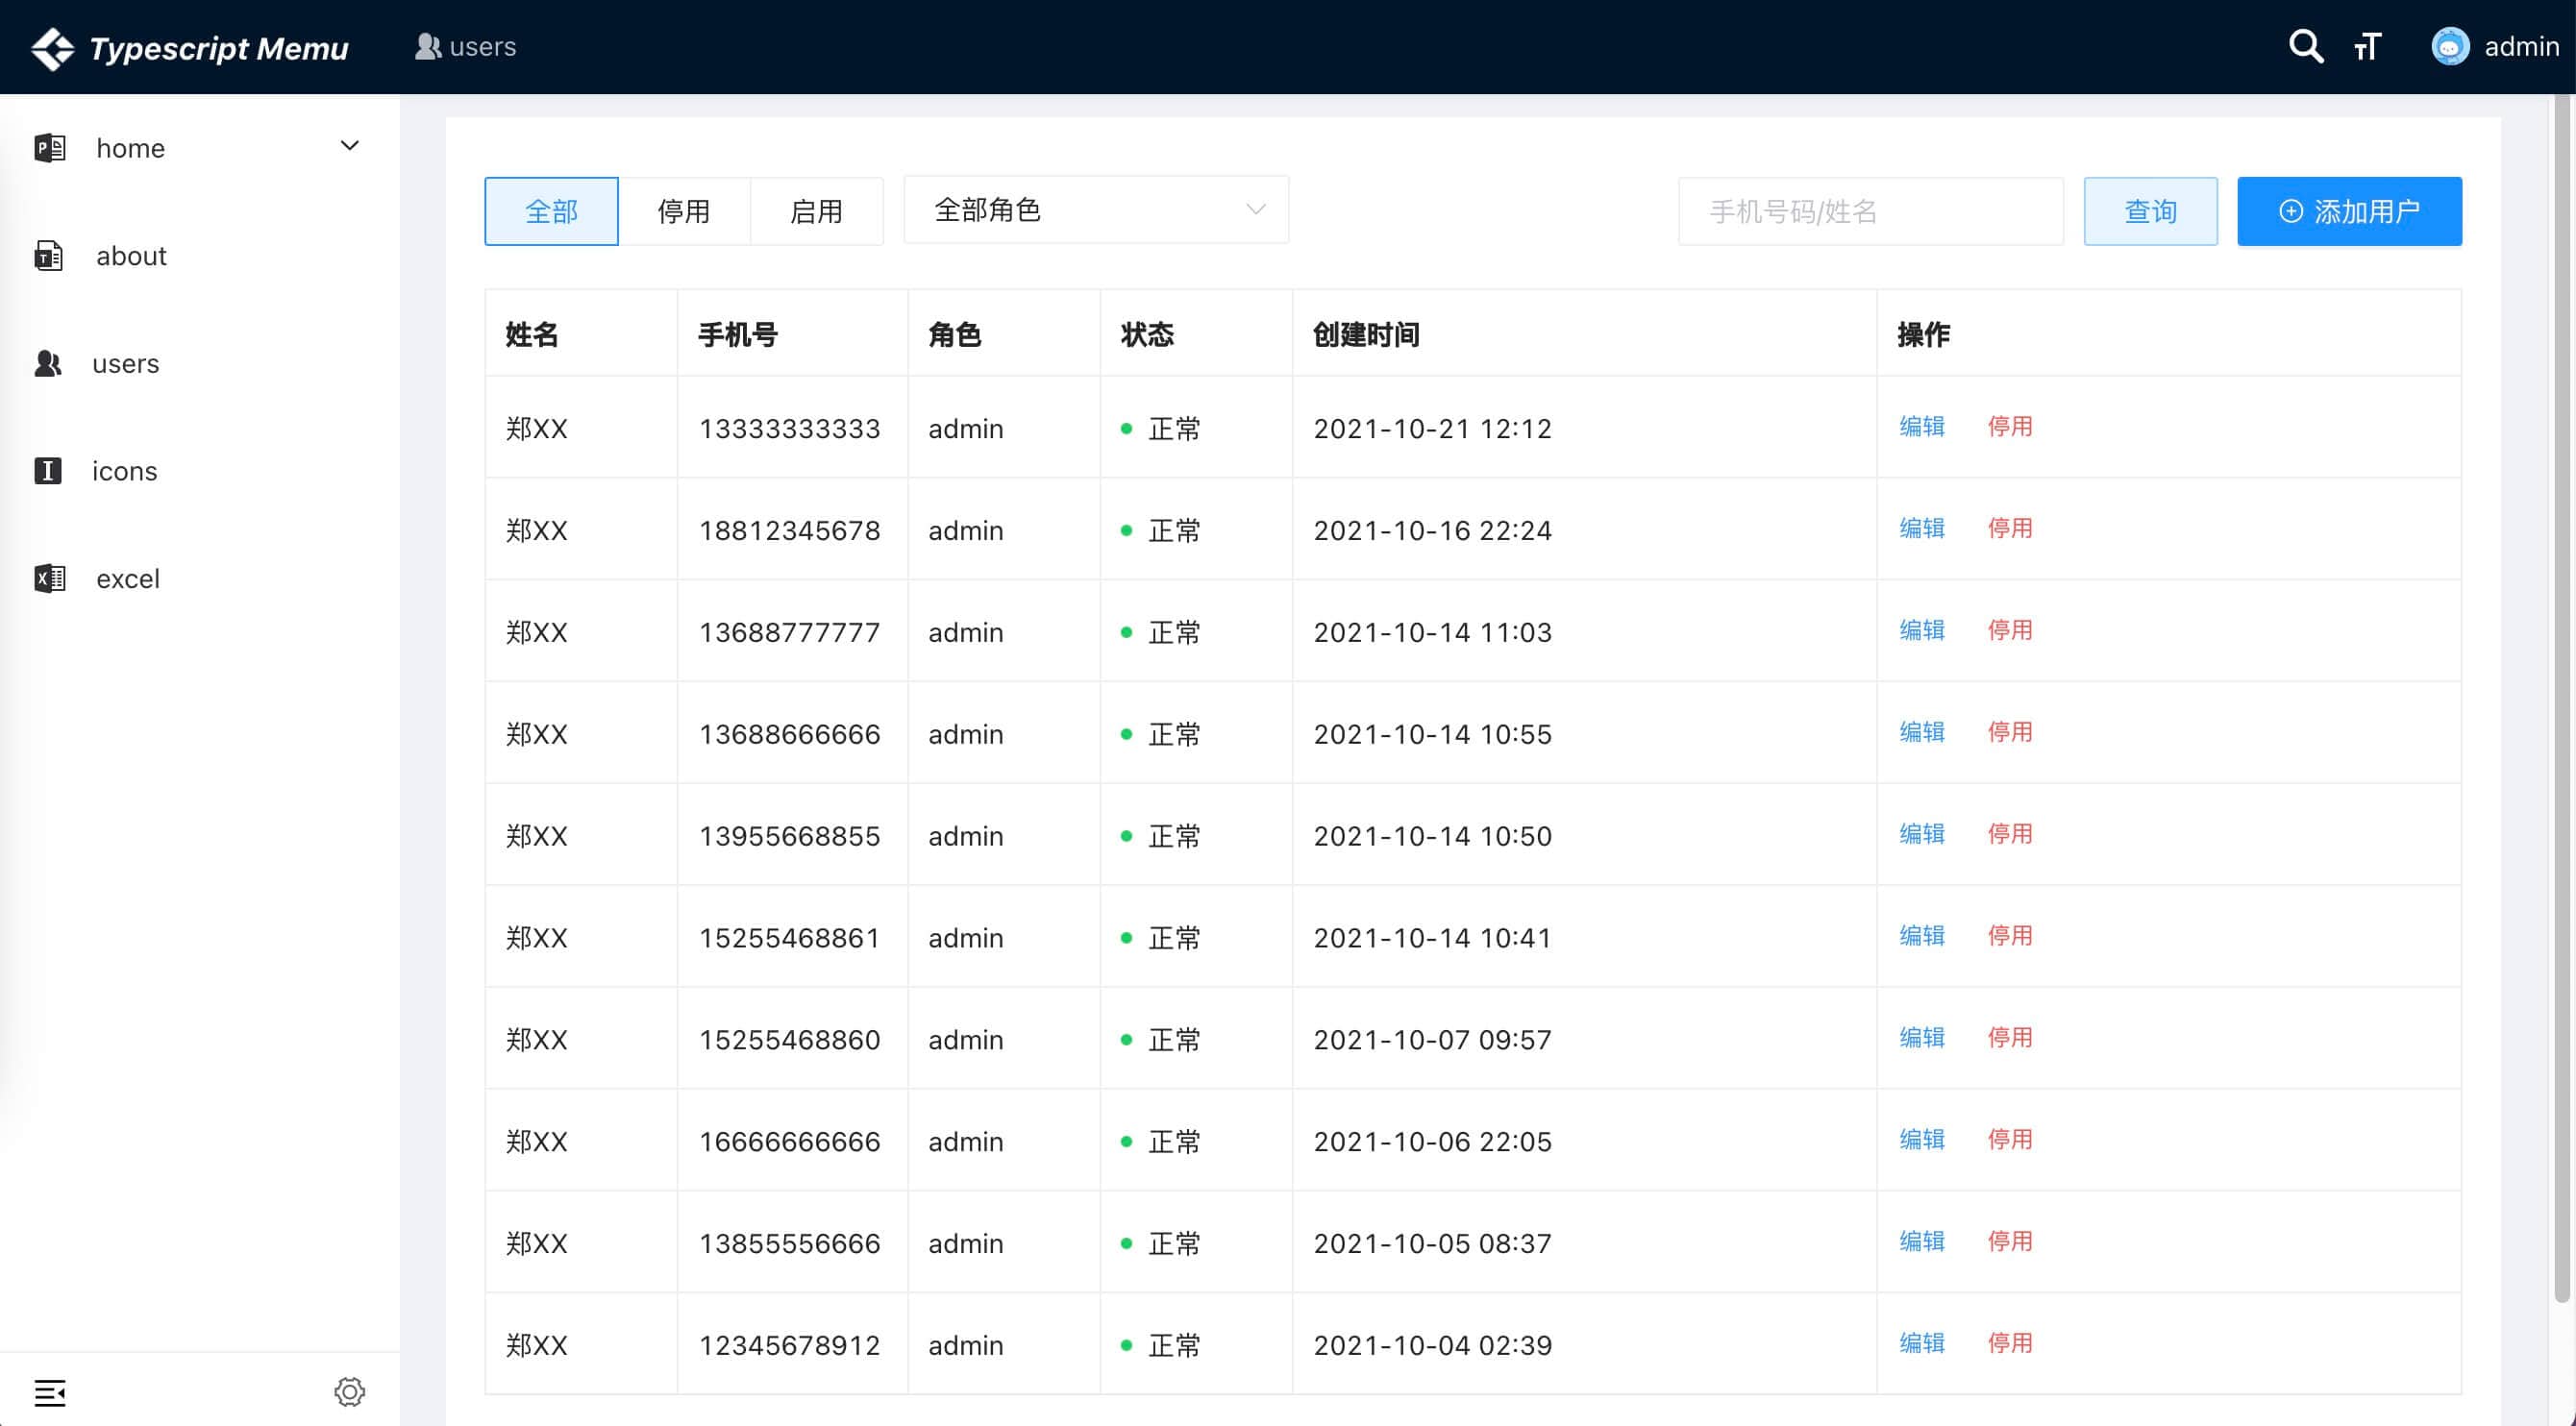 Typescript Memu users admin
home
about
users
icons
excel
全部 停用 启用 全部角色 手机号码/姓名 查询 添加用户
姓名 手机号 角色 状态 创建时间 操作
郑XX 13333333333 admin 正常 2021-10-21 12:12 编辑 停用
郑XX 18812345678 admin 正常 2021-10-16 22:24 编辑 停用
郑XX 13688777777 admin 正常 2021-10-14 11:03 编辑 停用
郑XX 13688666666 admin 正常 2021-10-14 10:55 编辑 停用
郑XX 13955668855 admin 正常 2021-10-14 10:50 编辑 停用
郑XX 15255468861 admin 正常 2021-10-14 10:41 编辑 停用
郑XX 15255468860 admin 正常 2021-10-07 09:57 编辑 停用
郑XX 16666666666 admin 正常 2021-10-06 22:05 编辑 停用
郑XX 13855556666 admin 正常 2021-10-05 08:37 编辑 停用
郑XX 12345678912 admin 正常 2021-10-04 02:39 编辑 停用